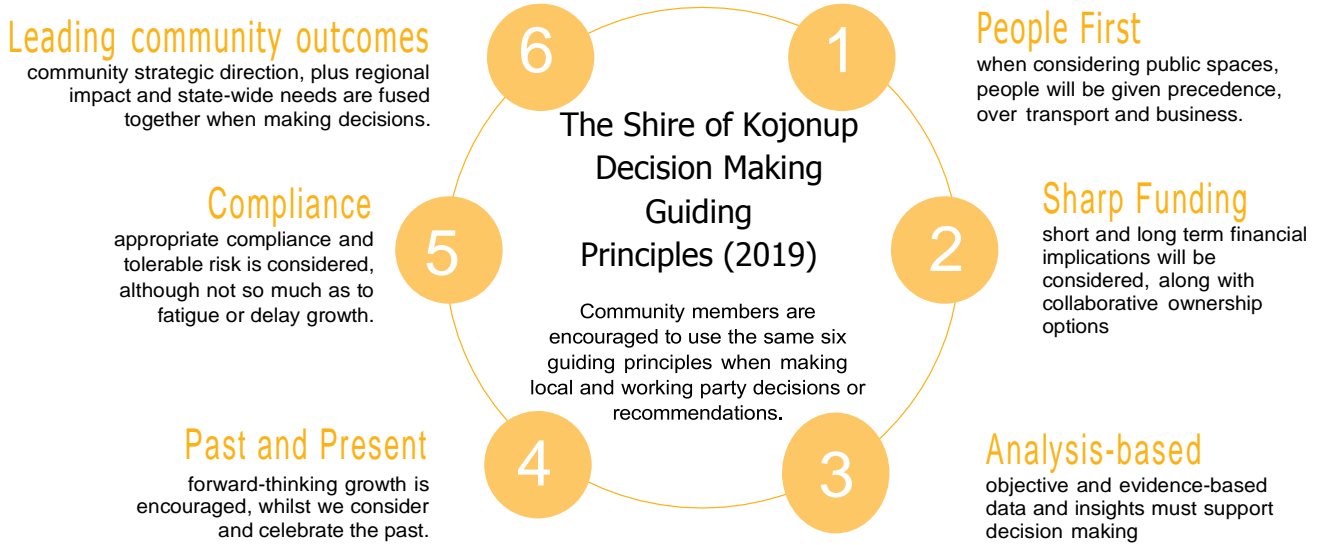 The Shire of Kojonup
Decision Making
Guiding
Principles (2019)
Community members are
encouraged to use the same six
guiding principles when making
local and working party decisions or
recommendations.
1
People First
when considering public spaces,
people will be given precedence,
over transport and business.
2
Sharp Funding
short and long term financial
implications will be
considered, along with
collaborative ownership
options
3
Analysis-based
objective and evidence-based
data and insights must support
decision making
4
Past and Present
forward-thinking growth is
encouraged, whilst we consider
and celebrate the past.
5
Compliance
appropriate compliance and
tolerable risk is considered,
although not so much as to
fatigue or delay growth.
6
Leading community outcomes
community strategic direction, plus regional
impact and state-wide needs are fused
together when making decisions.